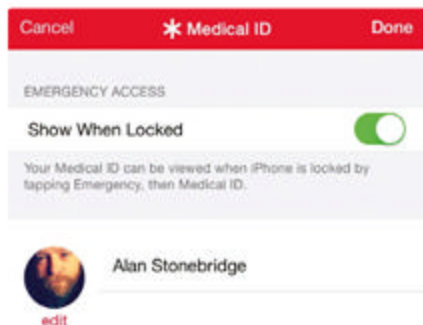 Cancel
Medical ID
Done
EMERGENCY ACCESS
Show When Locked
Your Medical ID can be viewed when iPhone is locked by
tapping Emergency, then Medical ID.
Alan Stonebridge
edit